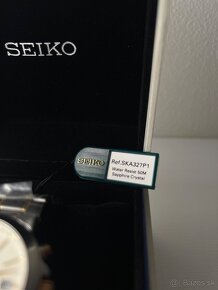 SEIKO
SEIKO
Ref.SKA327P1
Water Resist 50M
Sapphire Crystal
bazos.sk